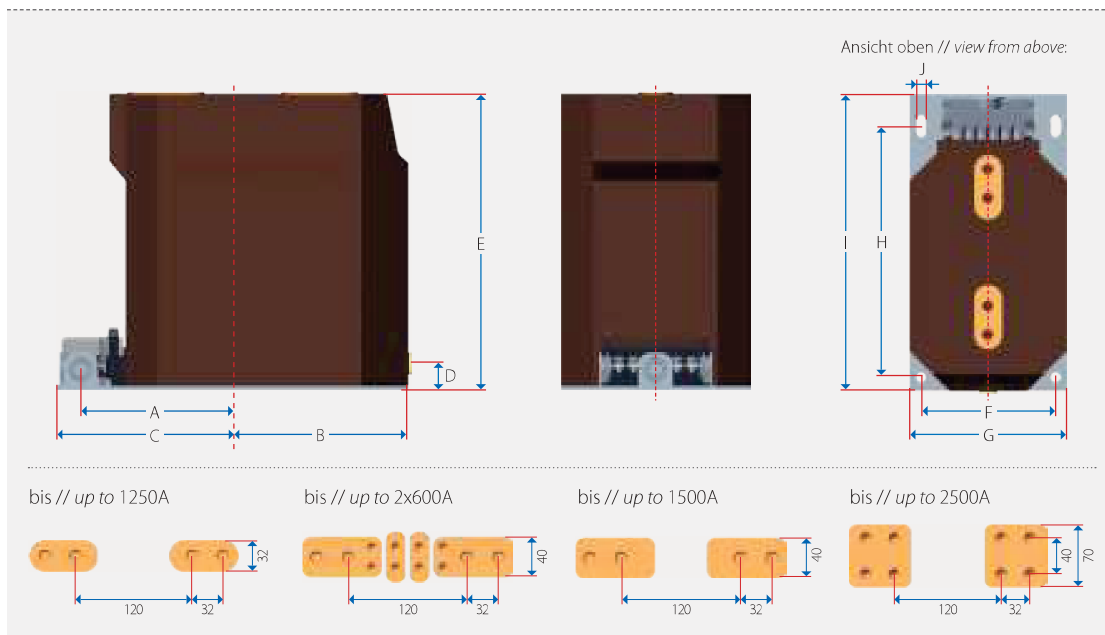 Ansicht oben // view from above:
J
E
I
H
D
A
F
C
B
G
bis // up to 1250A
bis // up to 2x600A
bis // up to 1500A
bis // up to 2500A
32
40
40
40
70
120
32
120
32
120
32
120
32